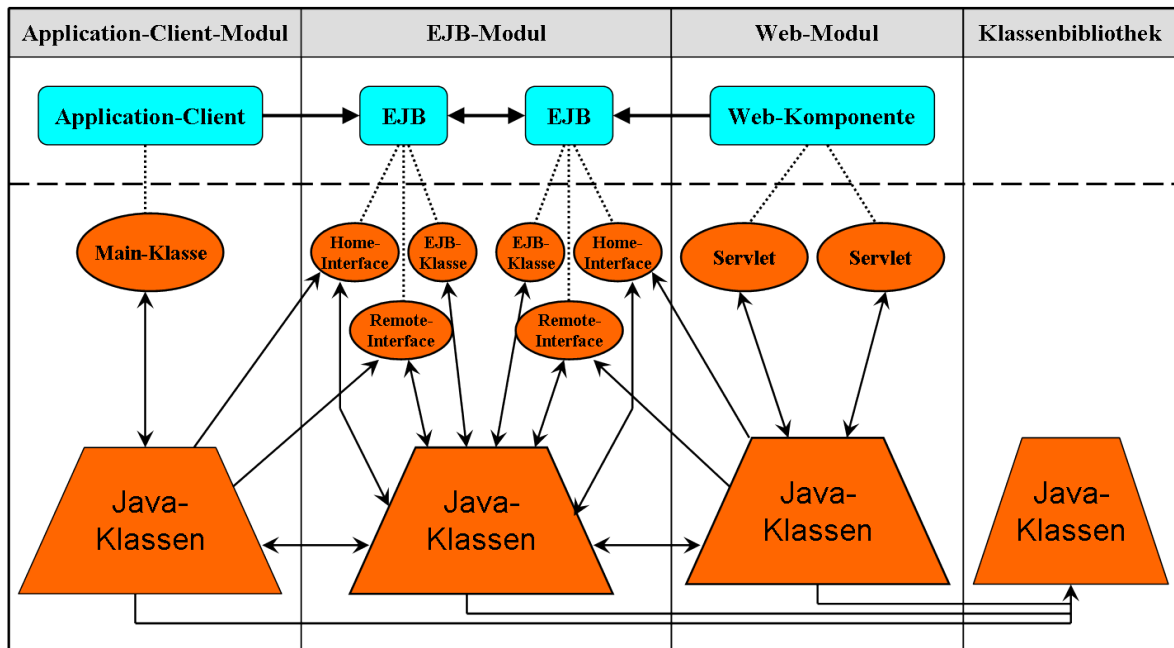 Application-Client-Modul
EJB-Modul
Web-Modul
Klassenbibliothek
Application-Client
EJB
EJB
Web-Komponente
Main-Klasse
Home-
Interface
EJB-
Klasse
EJB-
Klasse
Home-
Interface
Servlet
Servlet
Remote-
Interface
Remote-
Interface
Java-
Klassen
Java-
Klassen
Java-
Klassen
Java-
Klassen